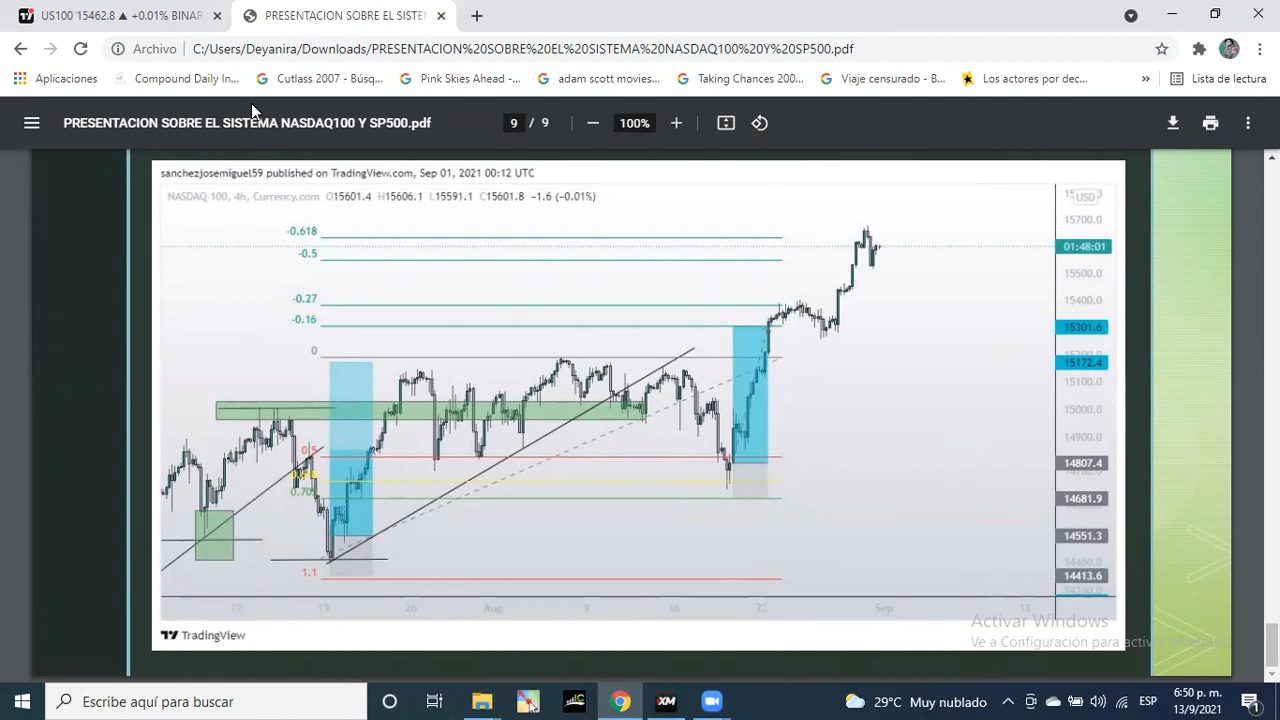 US100 15462.8 ▲ +0.01% BINAR
PRESENTACION SOBRE EL SISTEM
Archivo
C:/Users/Deyanira/Downloads/PRESENTACION%20SOBRE%20EL%20SISTEMA%20NASDAQ100%20Y%20SP500.pdf
Aplicaciones
Compound Daily In...
Cutlass 2007 - Búsq...
Pink Skies Ahead -...
adam scott movies...
Taking Chances 200...
Viaje censurado - B...
Los actores por dec...
»
Lista de lectura
PRESENTACION SOBRE EL SISTEMA NASDAQ100 Y SP500.pdf
9 / 9
100%
sanchezjosemiguel59 published on TradingView.com, Sep 01, 2021 00:12 UTC
NASDAQ 100, 4h, Currency.com O15601.4 H15606.1 L15591.1 C15601.8 −1.6 (−0.01%)
USD
15700.0
-0.618
01:48:01
-0.5
15500.0
15400.0
-0.27
-0.16
15301.6
0
15172.4
15100.0
15000.0
14900.0
0.5
14807.4
14681.9
14551.3
14460.0
1.1
14413.6
12
19
26
Aug
9
16
23
Sep
13
TradingView
Activar Windows
Ve a Configuración para activar Windows.
Escribe aquí para buscar
XM
29°C Muy nublado
ESP
6:50 p. m.
13/9/2021
1